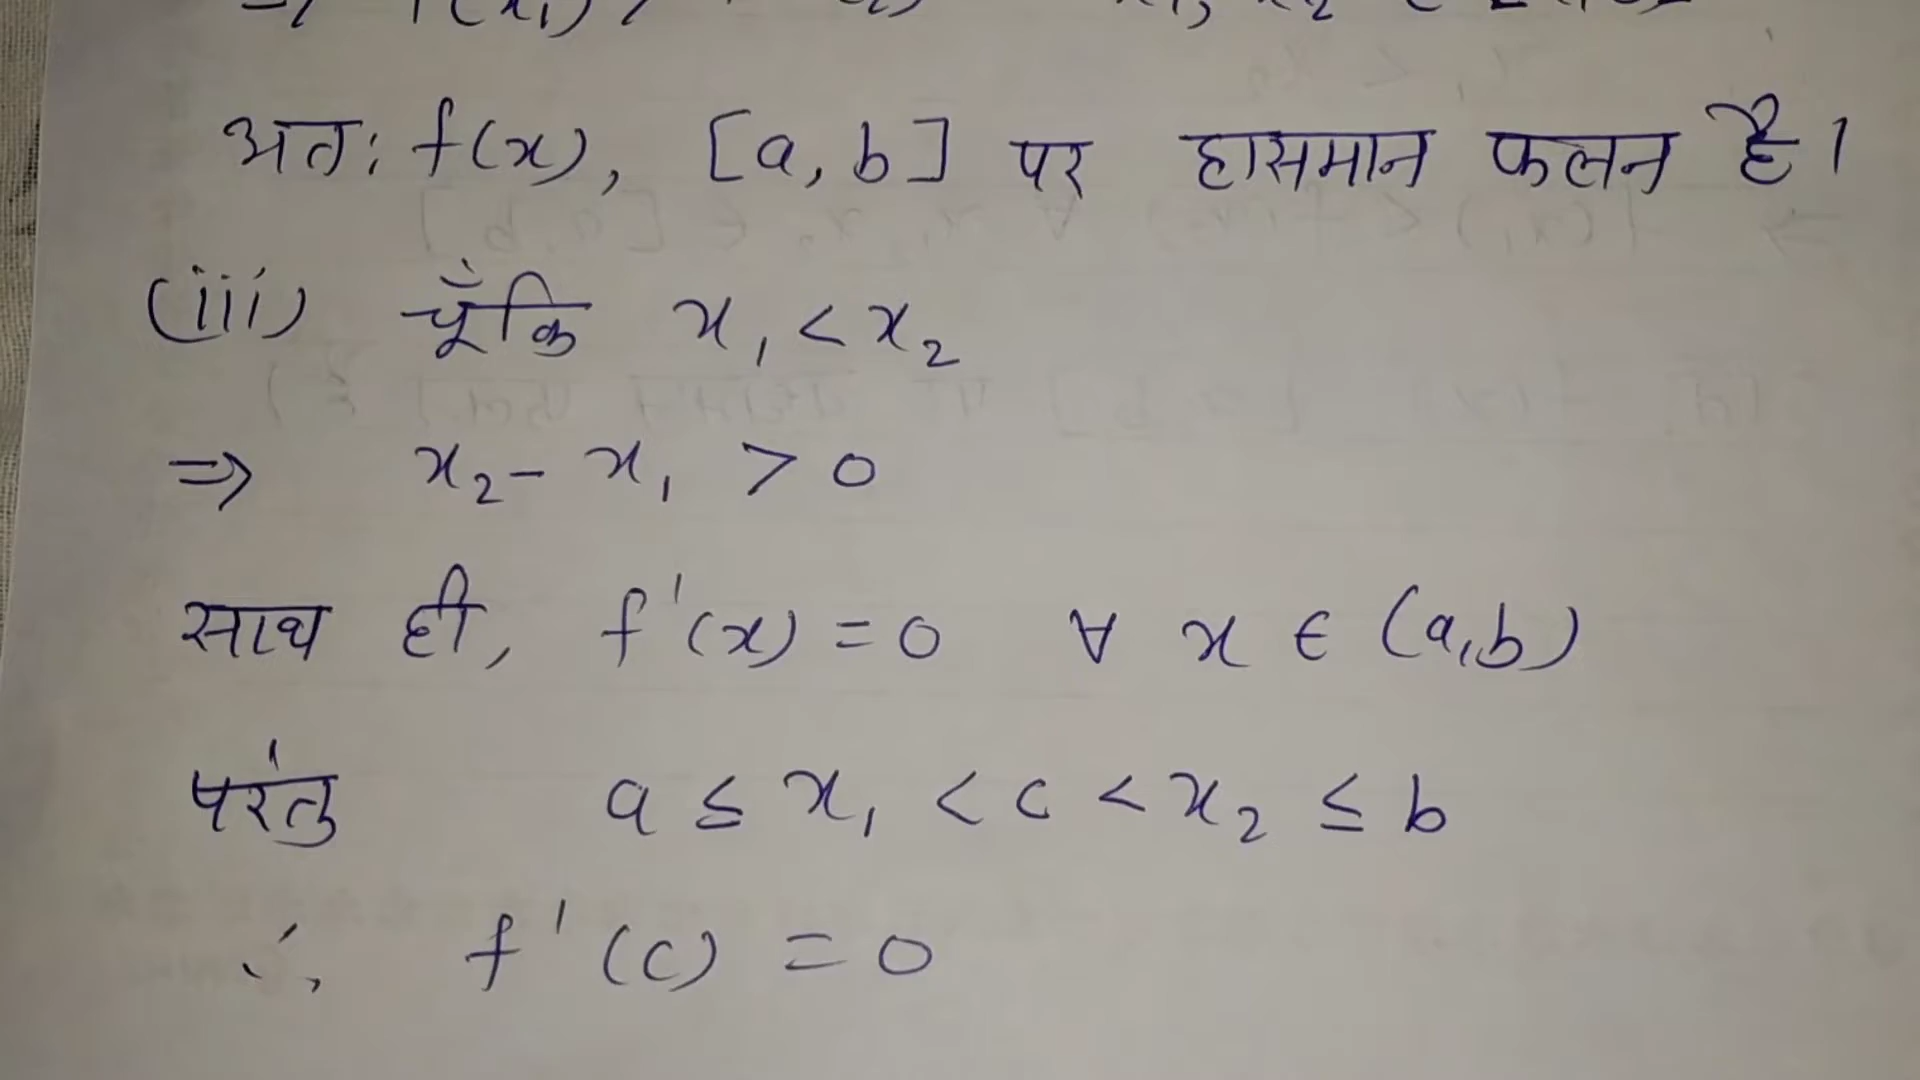 अतः f(x), [a, b] पर ह्रासमान फलन है।
(iii) चूँकि x₁ < x₂
⇒ x₂ - x₁ > 0
साथ ही, f'(x) = 0 ∀ x ∈ (a,b)
परंतु a ≤ x₁ < c < x₂ ≤ b
∴ f'(c) = 0